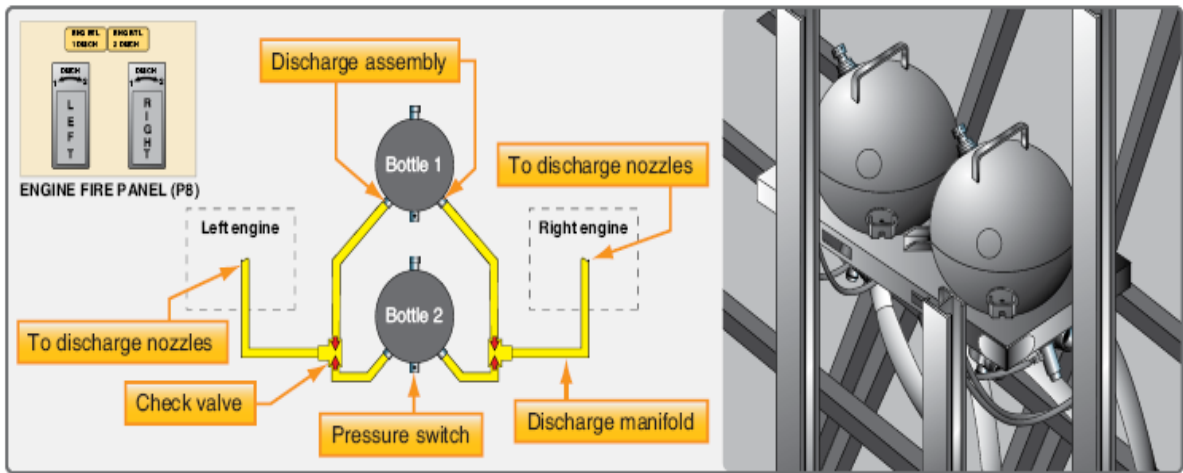 ENG BTL ENG BTL
1 DISCH 2 DISCH
DISCH DISCH
1 2 1 2
LEFT RIGHT
ENGINE FIRE PANEL (P8)
Discharge assembly
Bottle 1
To discharge nozzles
Left engine
Right engine
Bottle 2
To discharge nozzles
Check valve
Pressure switch
Discharge manifold